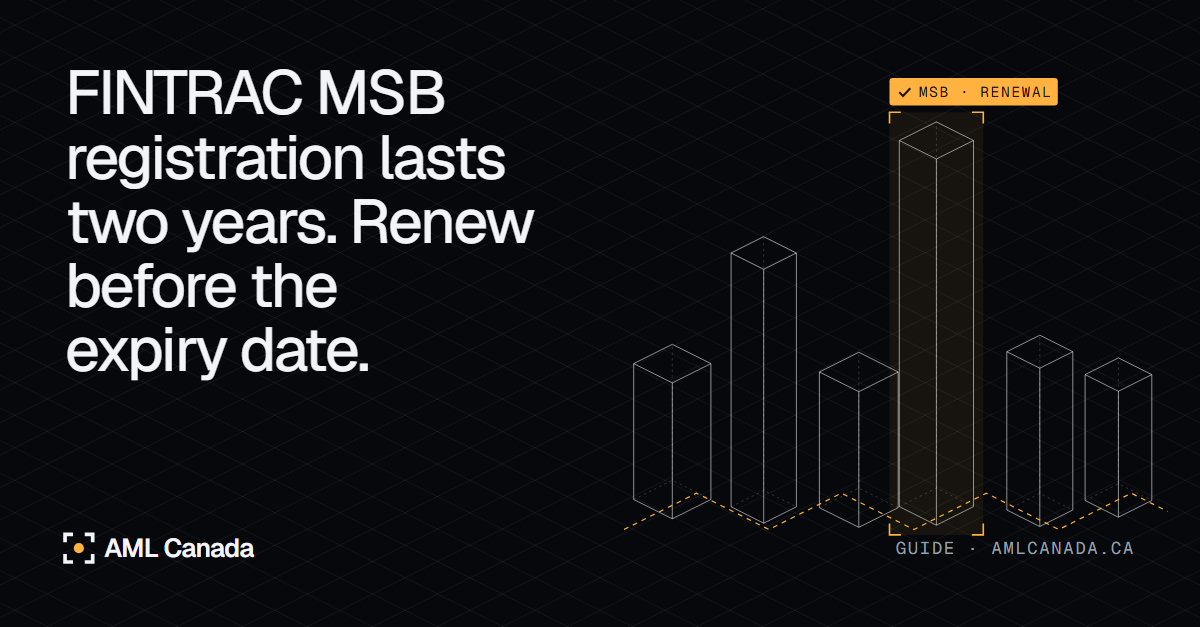 FINTRAC MSB
registration lasts
two years. Renew
before the
expiry date.
MSB · RENEWAL
AML Canada
GUIDE · AMLCANADA.CA